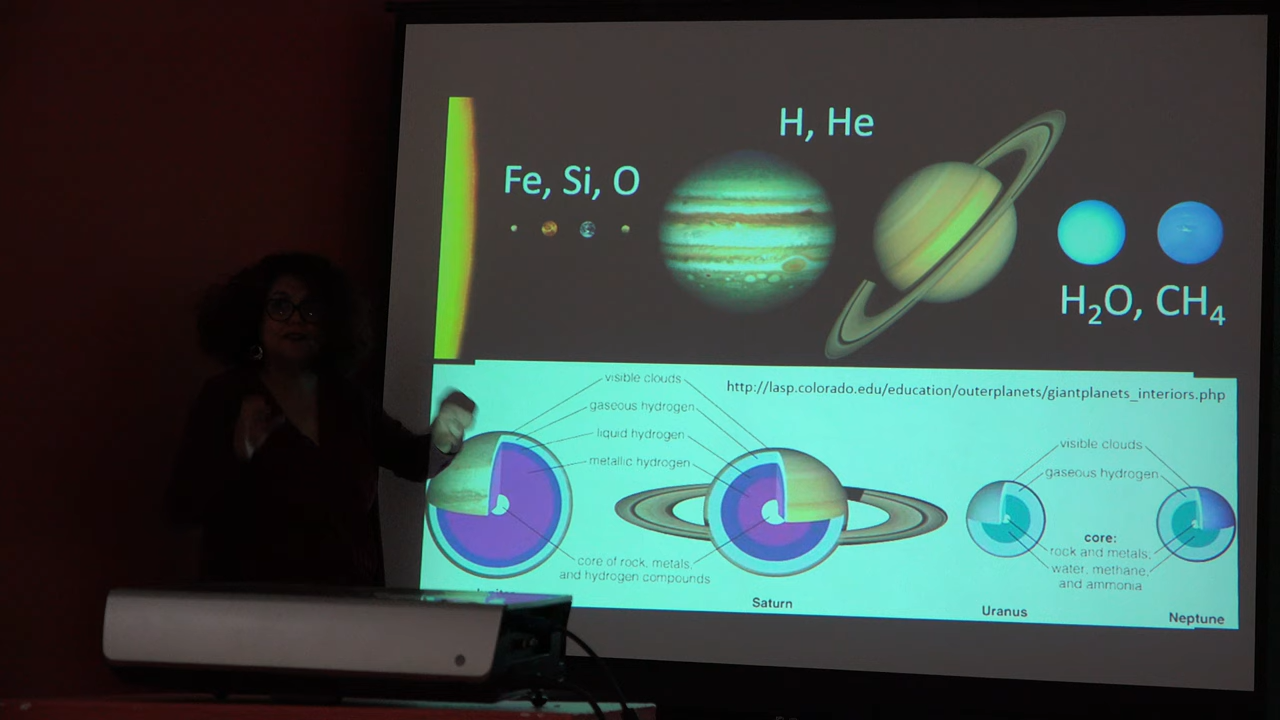 H, He
Fe, Si, O
H₂O, CH₄
http://lasp.colorado.edu/education/outerplanets/giantplanets_interiors.php
visible clouds
gaseous hydrogen
liquid hydrogen
metallic hydrogen
core of rock, metals,
and hydrogen compounds
visible clouds
gaseous hydrogen
core:
rock and metals;
water, methane,
and ammonia
Saturn
Uranus
Neptune